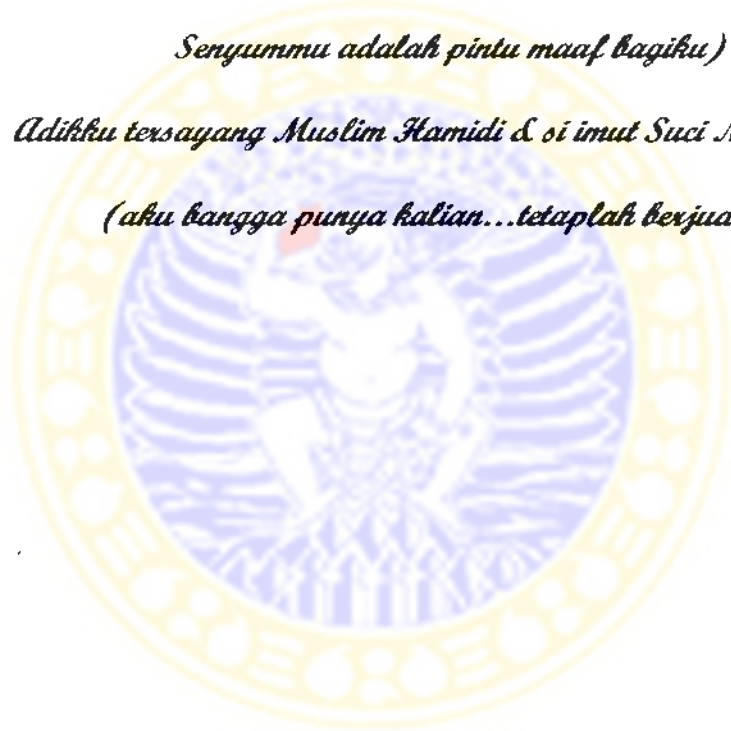 Senyummu adalah pintu maaf bagiku)
Adikku tersayang Muslim Hamidi & si imut Suci
(aku bangga punya kalian...tetaplah